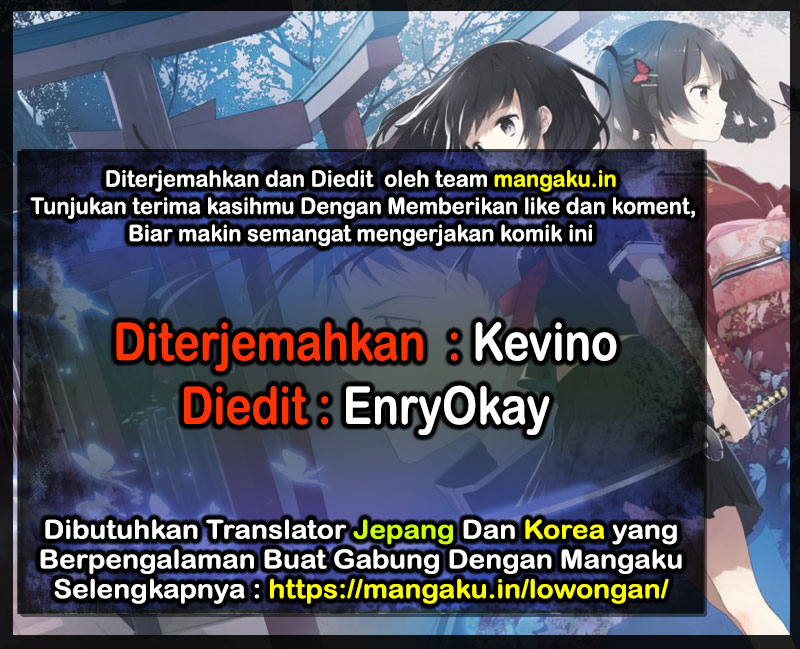 Diterjemahkan dan Diedit oleh team mangaku.in
Tunjukan terima kasihmu Dengan Memberikan like dan koment,
Biar makin semangat mengerjakan komik ini
Diterjemahkan : Kevino
Diedit : EnryOkay
Dibutuhkan Translator Jepang Dan Korea yang
Berpengalaman Buat Gabung Dengan Mangaku
Selengkapnya : https://mangaku.in/lowongan/